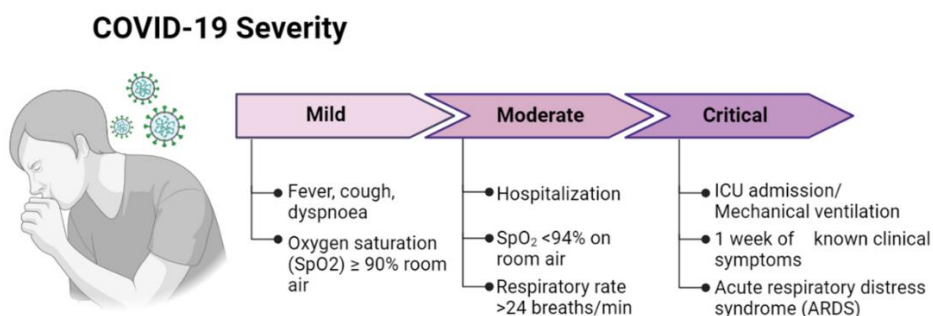 COVID-19 Severity
Mild
Moderate
Critical
Fever, cough,
dyspnoea
Oxygen saturation
(SpO2) ≥ 90% room
air
Hospitalization
SpO₂ <94% on
room air
Respiratory rate
>24 breaths/min
ICU admission/
Mechanical ventilation
1 week of known clinical
symptoms
Acute respiratory distress
syndrome (ARDS)